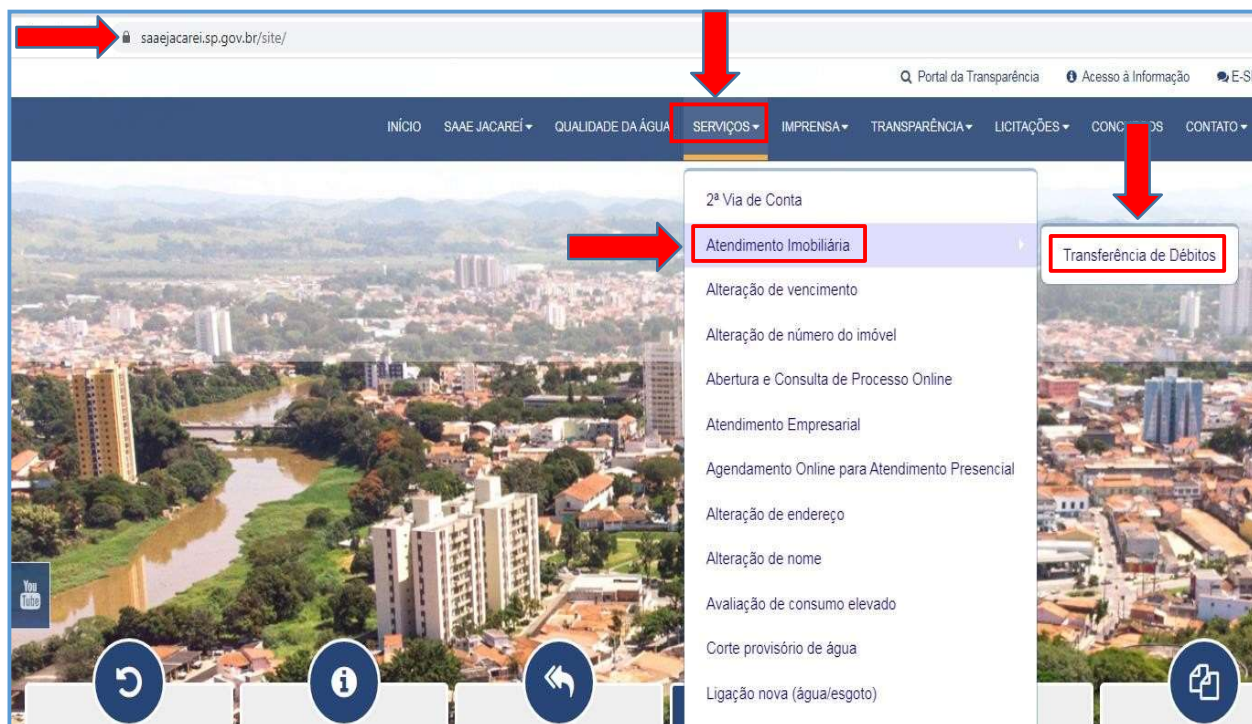 saaejacarei.sp.gov.br/site/
Portal da Transparência Acesso à Informação
INÍCIO SAAE JACAREÍ QUALIDADE DA ÁGUA SERVIÇOS IMPRENSA TRANSPARÊNCIA LICITAÇÕES CONTATO
2ª Via de Conta
Atendimento Imobiliária
Transferência de Débitos
Alteração de vencimento
Alteração de número do imóvel
Abertura e Consulta de Processo Online
Atendimento Empresarial
Agendamento Online para Atendimento Presencial
Alteração de endereço
Alteração de nome
Avaliação de consumo elevado
Corte provisório de água
Ligação nova (água/esgoto)
You
Tube